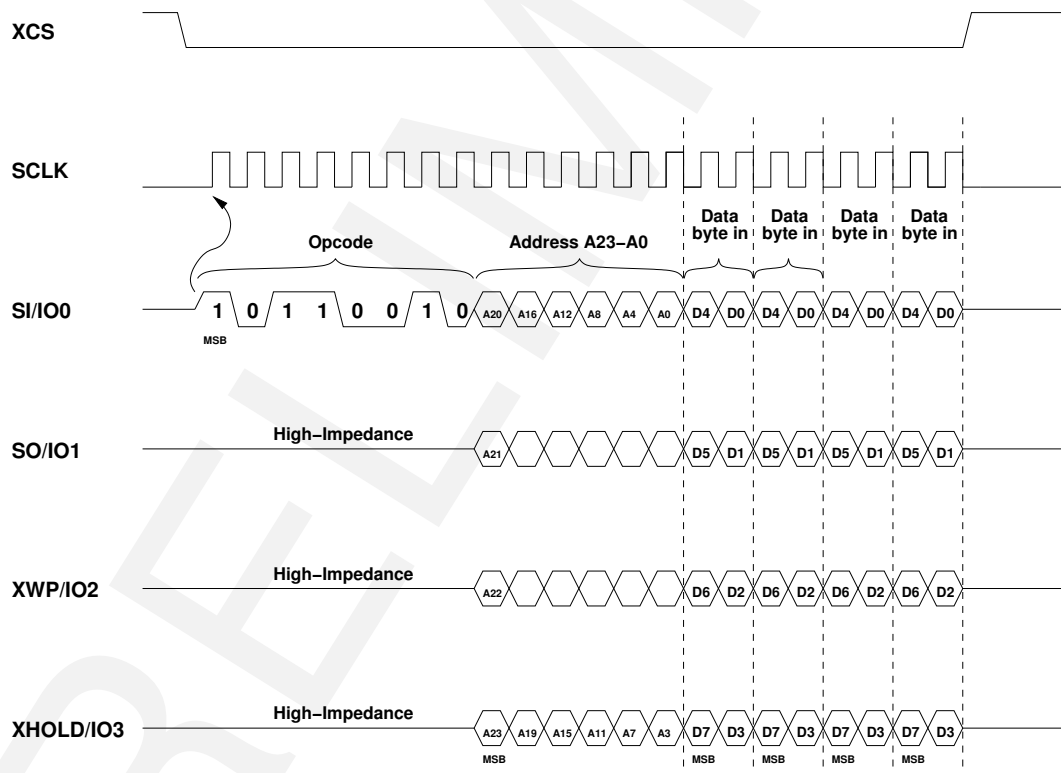 XCS
SCLK
Data Data Data Data
byte in byte in byte in byte in
Opcode Address A23–A0
SI/IO0 1 0 1 1 0 0 1 0 A20 A16 A12 A8 A4 A0 D4 D0 D4 D0 D4 D0 D4 D0
MSB
High–Impedance
SO/IO1 A21 D5 D1 D5 D1 D5 D1 D5 D1
High–Impedance
XWP/IO2 A22 D6 D2 D6 D2 D6 D2 D6 D2
High–Impedance
XHOLD/IO3 A23 A19 A15 A11 A7 A3 D7 D3 D7 D3 D7 D3 D7 D3
MSB MSB MSB MSB MSB